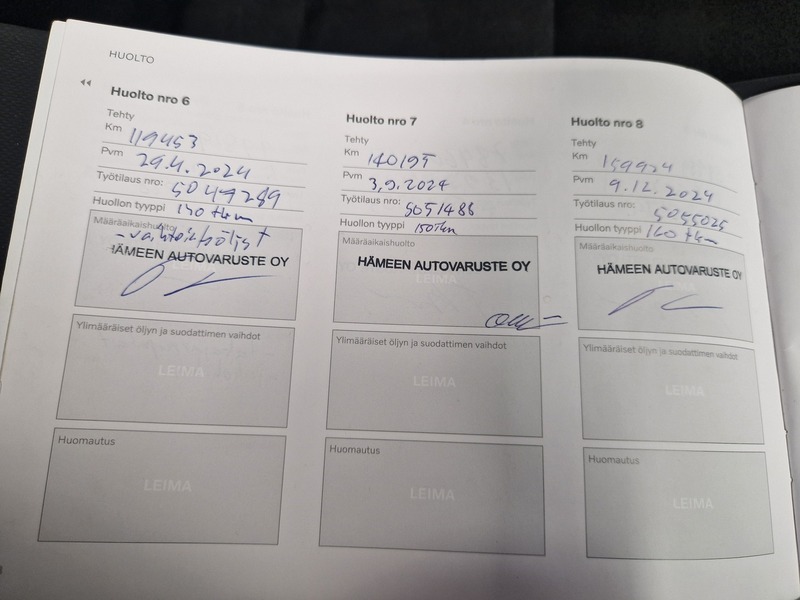 HUOLTO
Huolto nro 6
Tehty
Km 119453
Pvm 29.4.2024
Työtilaus nro: 5049289
Huollon tyyppi 130 tkm
Määräaikaishuolto
HÄMEEN AUTOVARUSTE OY
Ylimääräiset öljyn ja suodattimen vaihdot
LEIMA
Huomautus
LEIMA
Huolto nro 7
Tehty
Km 140195
Pvm 3.9.2024
Työtilaus nro: 5051488
Huollon tyyppi 150 tkm
Määräaikaishuolto
HÄMEEN AUTOVARUSTE OY
LEIMA
Ylimääräiset öljyn ja suodattimen vaihdot
LEIMA
Huomautus
LEIMA
Huolto nro 8
Tehty
Km 159924
Pvm 9.12.2024
Työtilaus nro: 5055025
Huollon tyyppi 160 tkm
Määräaikaishuolto
HÄMEEN AUTOVARUSTE OY
Ylimääräiset öljyn ja suodattimen vaihdot
LEIMA
Huomautus
LEIMA